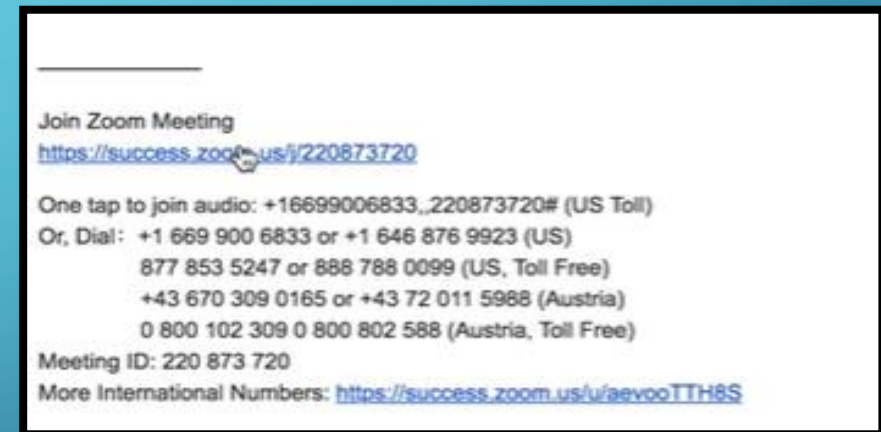 Join Zoom Meeting
https://success.zoom.us/j/220873720
One tap to join audio: +16699006833,,220873720# (US Toll)
Or, Dial: +1 669 900 6833 or +1 646 876 9923 (US)
877 853 5247 or 888 788 0099 (US, Toll Free)
+43 670 309 0165 or +43 72 011 5988 (Austria)
0 800 102 309 0 800 802 588 (Austria, Toll Free)
Meeting ID: 220 873 720
More International Numbers: https://success.zoom.us/u/aevooTTH8S